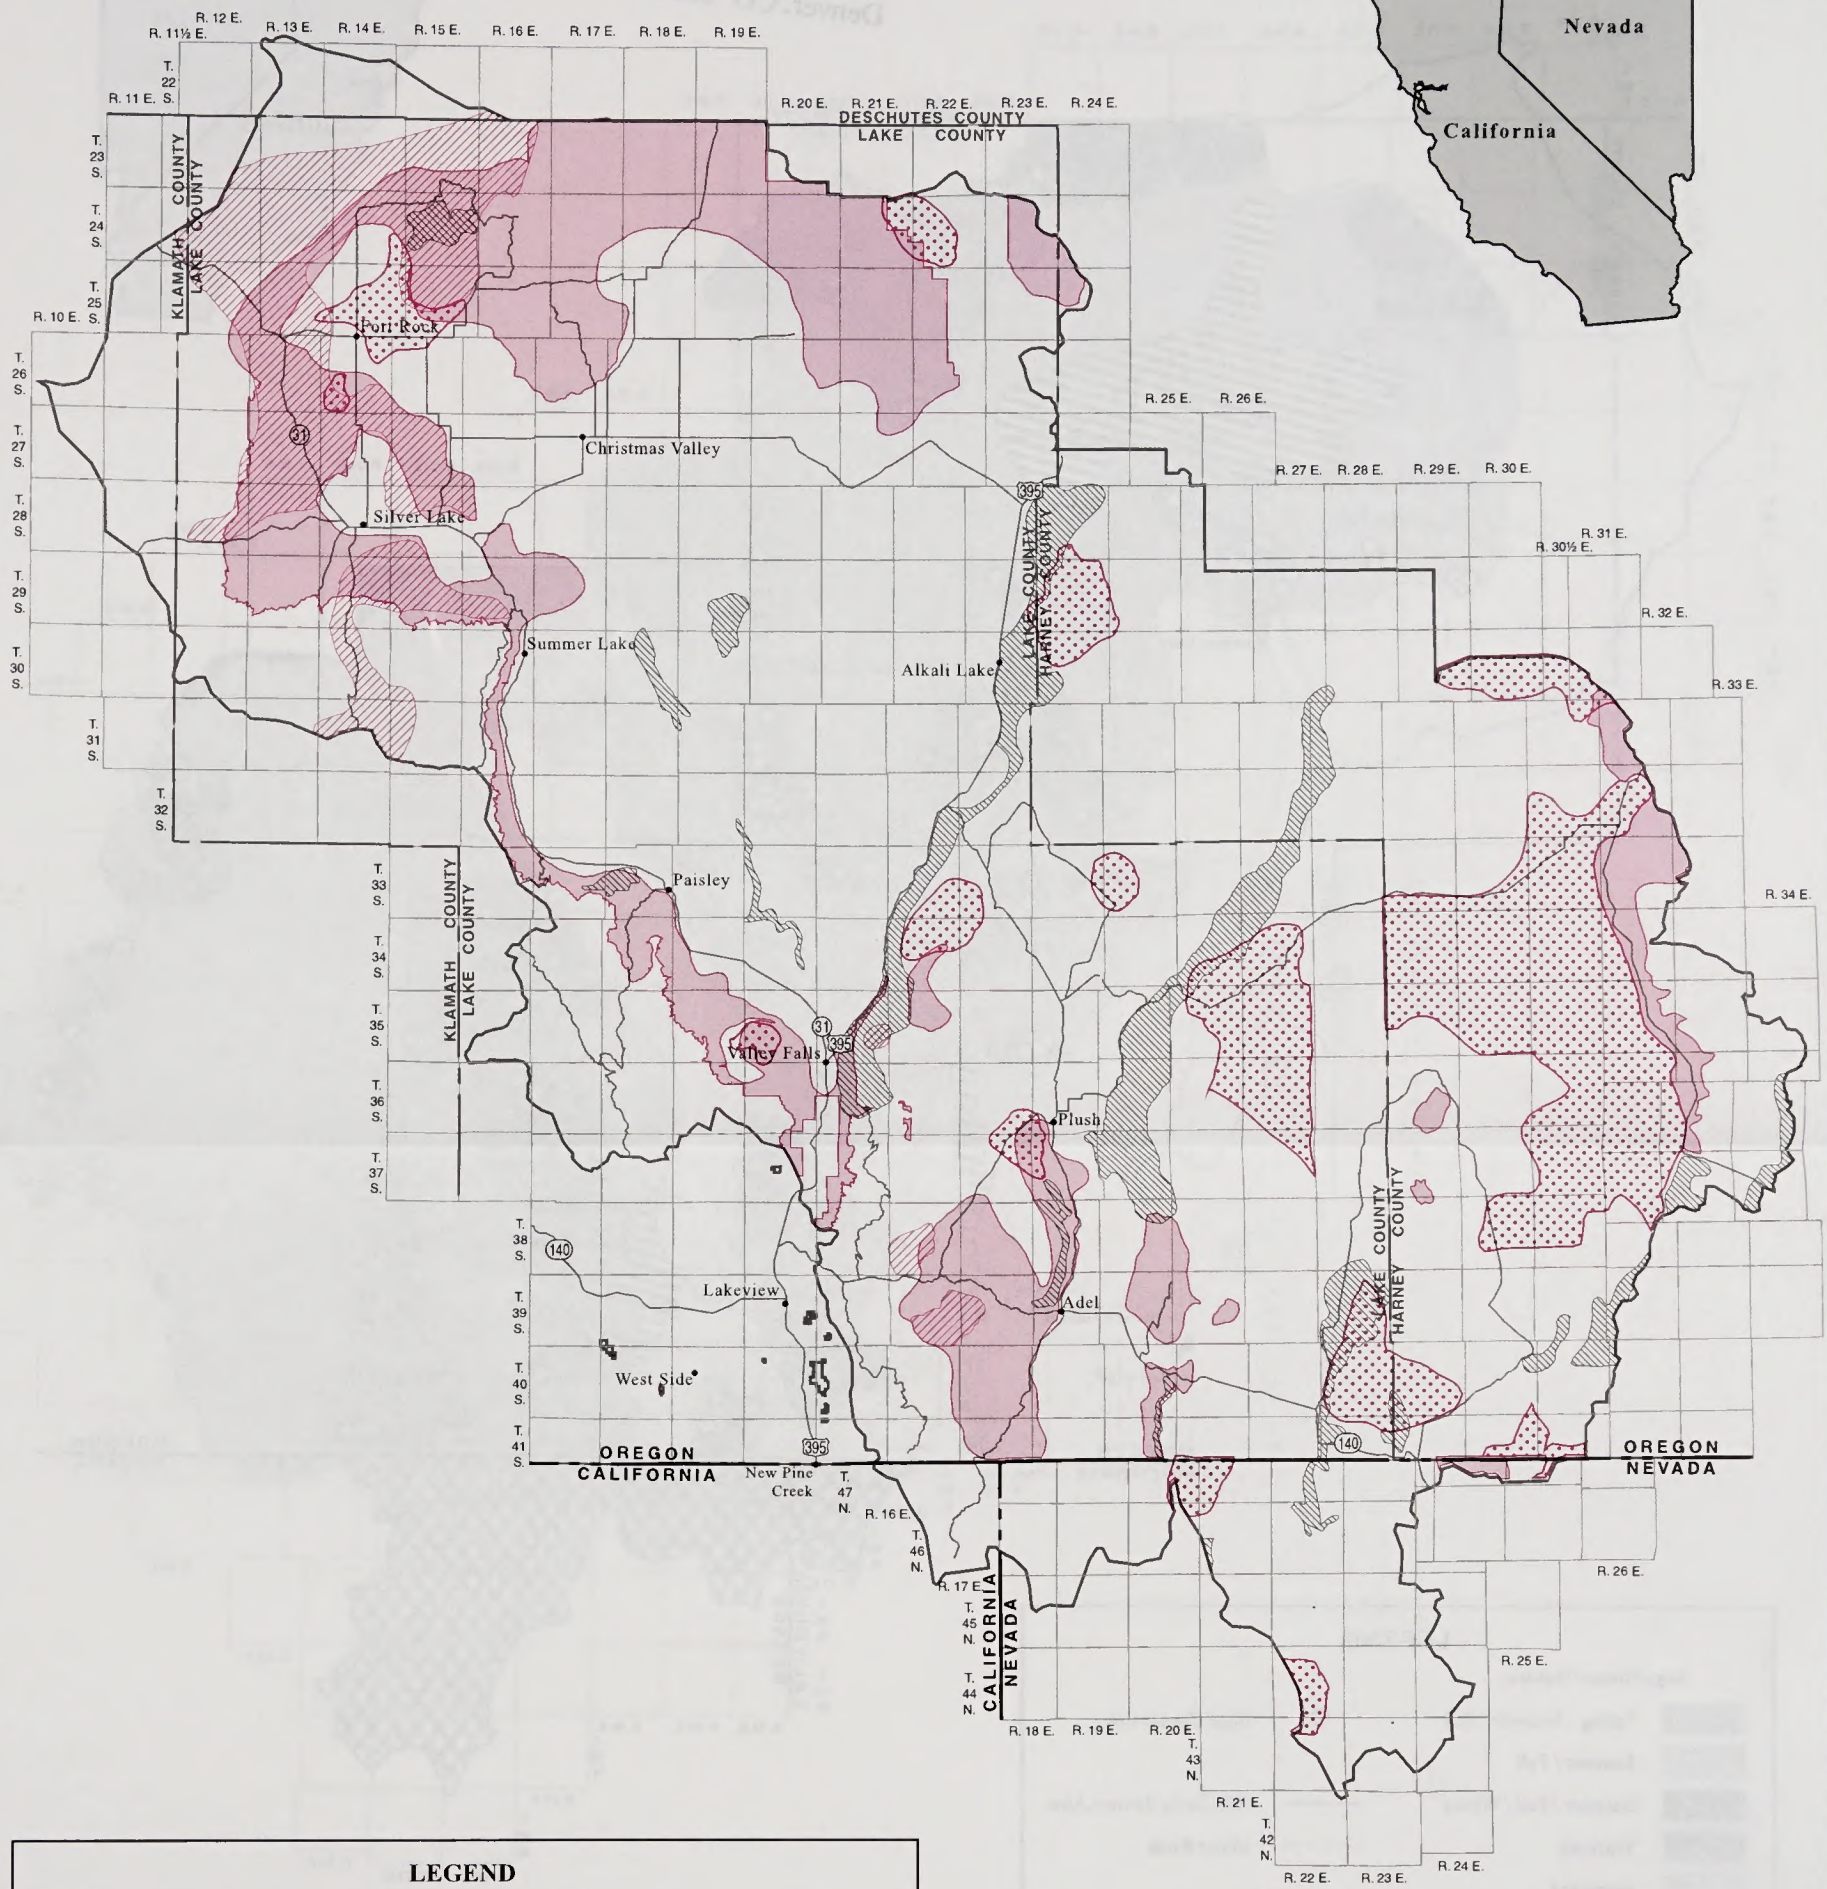 Denver, CO
Nevada
California
R. 12 E.
R. 11½ E.
R. 13 E.
R. 14 E.
R. 15 E.
R. 16 E.
R. 17 E.
R. 18 E.
R. 19 E.
T. 22 S.
R. 11 E.
R. 20 E.
R. 21 E.
R. 22 E.
R. 23 E.
R. 24 E.
DESCHUTES COUNTY
LAKE COUNTY
KLAMATH COUNTY
LAKE COUNTY
T. 23 S.
T. 24 S.
T. 25 S.
R. 10 E.
Fort Rock
T. 26 S.
R. 25 E.
R. 26 E.
T. 27 S.
31
Christmas Valley
R. 27 E.
R. 28 E.
R. 29 E.
R. 30 E.
395
T. 28 S.
Silver Lake
LAKE COUNTY
HARNEY COUNTY
R. 31 E.
R. 30½ E.
T. 29 S.
R. 32 E.
T. 30 S.
Summer Lake
Alkali Lake
R. 33 E.
T. 31 S.
T. 32 S.
KLAMATH COUNTY
LAKE COUNTY
T. 33 S.
Paisley
R. 34 E.
T. 34 S.
T. 35 S.
31
395
Valley Falls
T. 36 S.
Plush
T. 37 S.
LAKE COUNTY
HARNEY COUNTY
T. 38 S.
140
Lakeview
Adel
T. 39 S.
West Side
T. 40 S.
T. 41 S.
395
140
OREGON
CALIFORNIA
OREGON
NEVADA
New Pine
Creek
T. 47 N.
R. 16 E.
T. 46 N.
R. 17 E.
R. 26 E.
T. 45 N.
CALIFORNIA
NEVADA
R. 25 E.
T. 44 N.
R. 18 E.
R. 19 E.
R. 20 E.
T. 43 N.
R. 21 E.
T. 42 N.
R. 22 E.
R. 23 E.
R. 24 E.
LEGEND